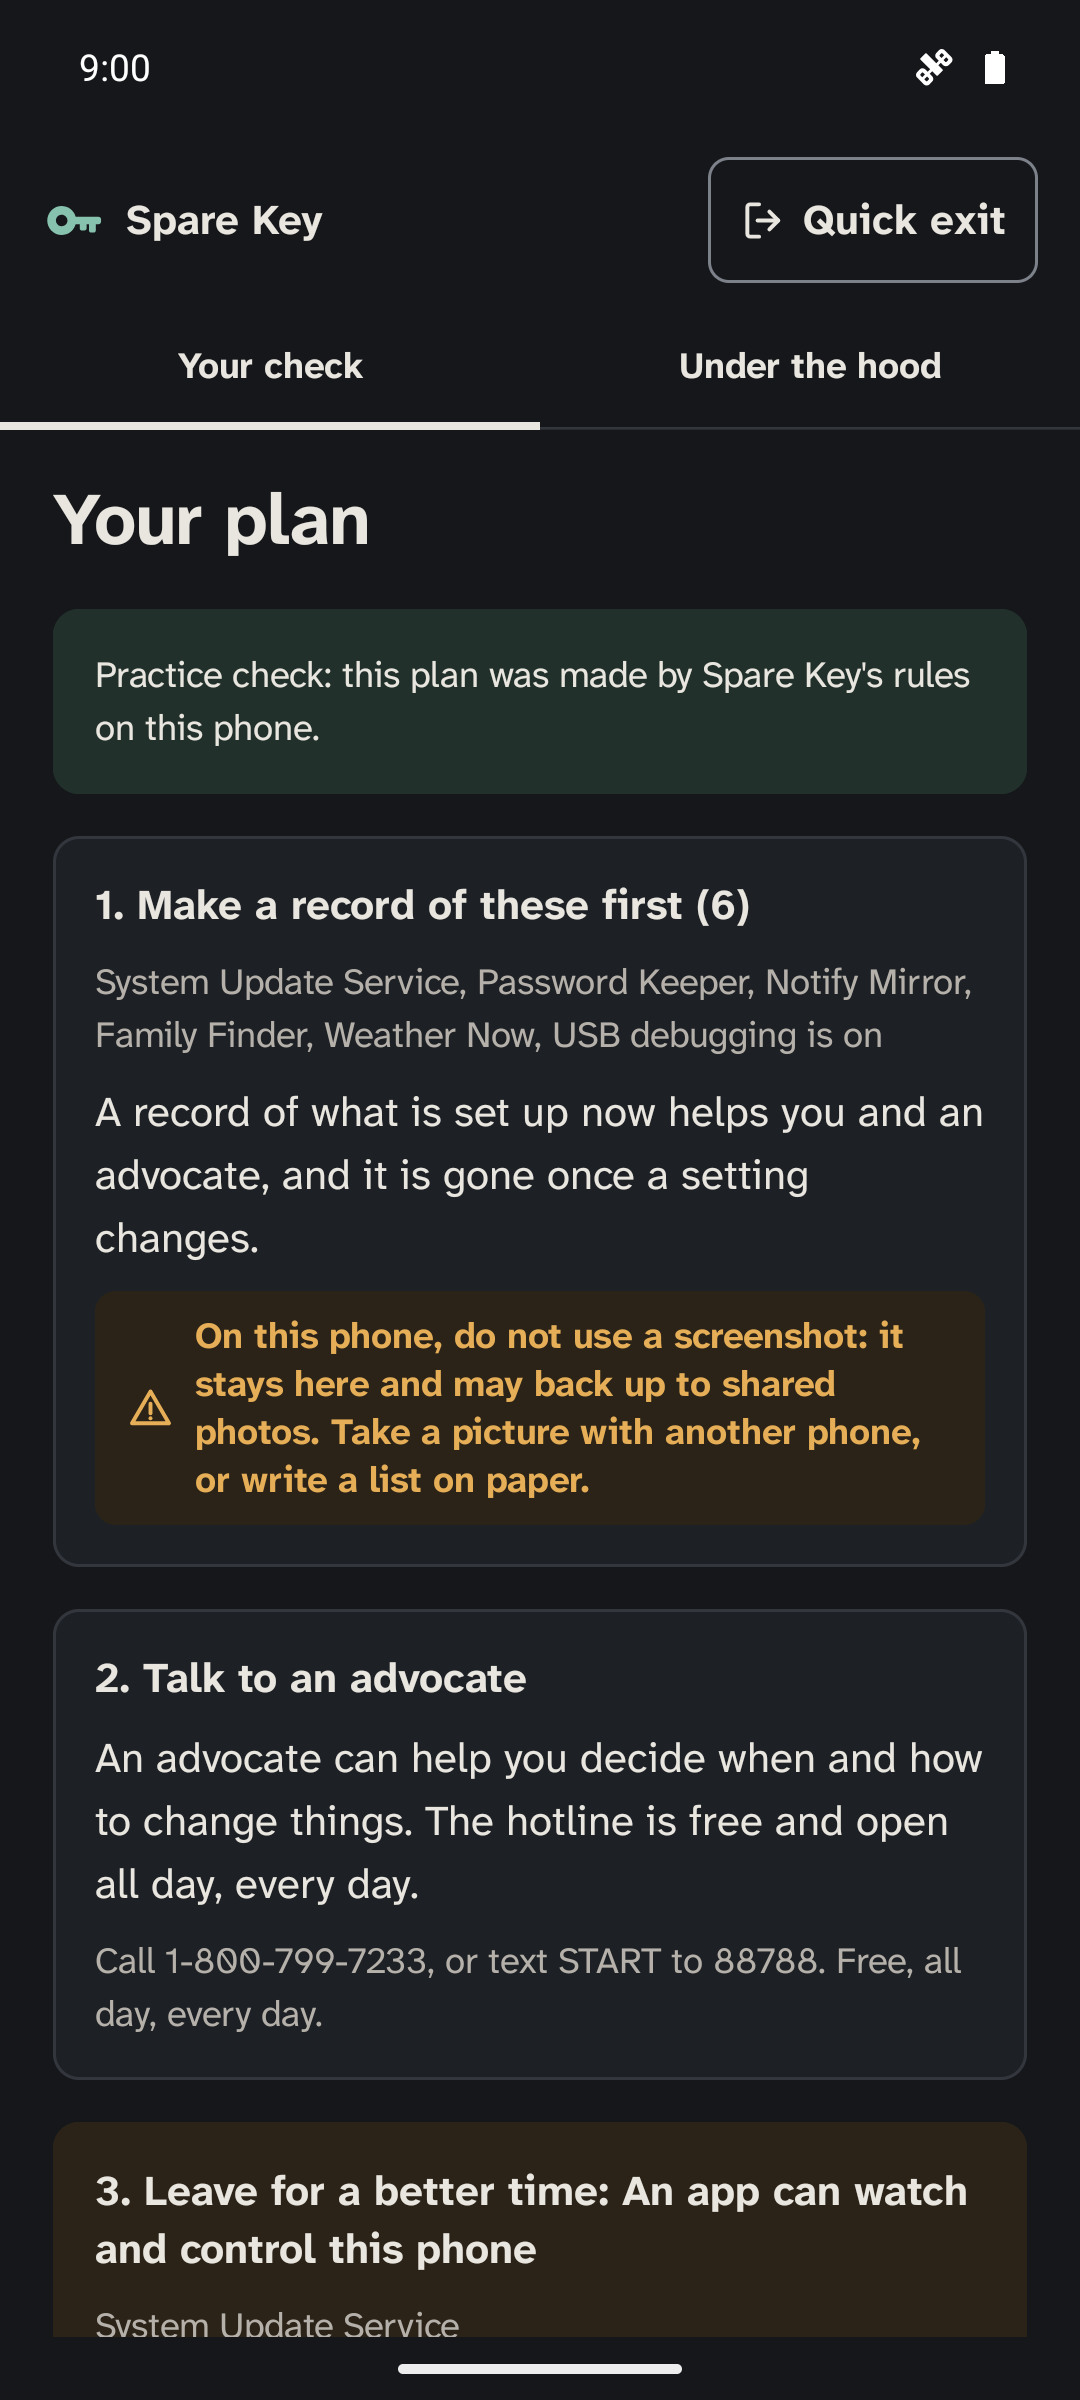 9:00
Spare Key
Quick exit
Your check
Under the hood
Your plan
Practice check: this plan was made by Spare Key's rules
on this phone.
1. Make a record of these first (6)
System Update Service, Password Keeper, Notify Mirror,
Family Finder, Weather Now, USB debugging is on
A record of what is set up now helps you and an
advocate, and it is gone once a setting
changes.
On this phone, do not use a screenshot: it
stays here and may back up to shared
photos. Take a picture with another phone,
or write a list on paper.
2. Talk to an advocate
An advocate can help you decide when and how
to change things. The hotline is free and open
all day, every day.
Call 1-800-799-7233, or text START to 88788. Free, all
day, every day.
3. Leave for a better time: An app can watch
and control this phone
System Update Service